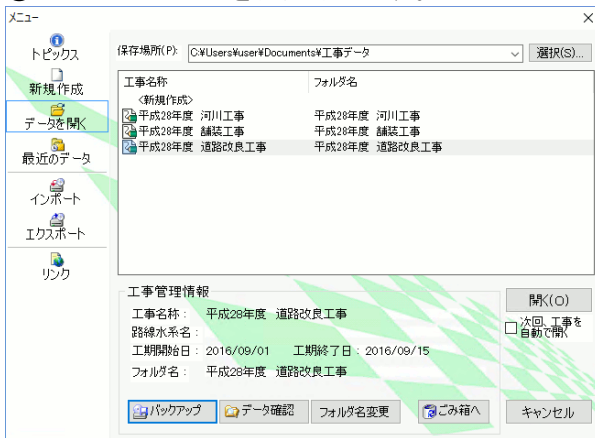 メニュー
トピックス
新規作成
データを開く
最近のデータ
インポート
エクスポート
リンク
保存場所(P): C:¥Users¥user¥Documents¥工事データ 選択(S)...
工事名称 フォルダ名
<新規作成>
平成28年度 河川工事 平成28年度 河川工事
平成28年度 舗装工事 平成28年度 舗装工事
平成28年度 道路改良工事 平成28年度 道路改良工事
工事管理情報
工事名称: 平成28年度 道路改良工事
路線水系名:
工期開始日: 2016/09/01 工期終了日: 2016/09/15
フォルダ名: 平成28年度 道路改良工事
バックアップ データ確認 フォルダ名変更 ごみ箱へ
開く(O)
次回、工事を
自動で開く
キャンセル